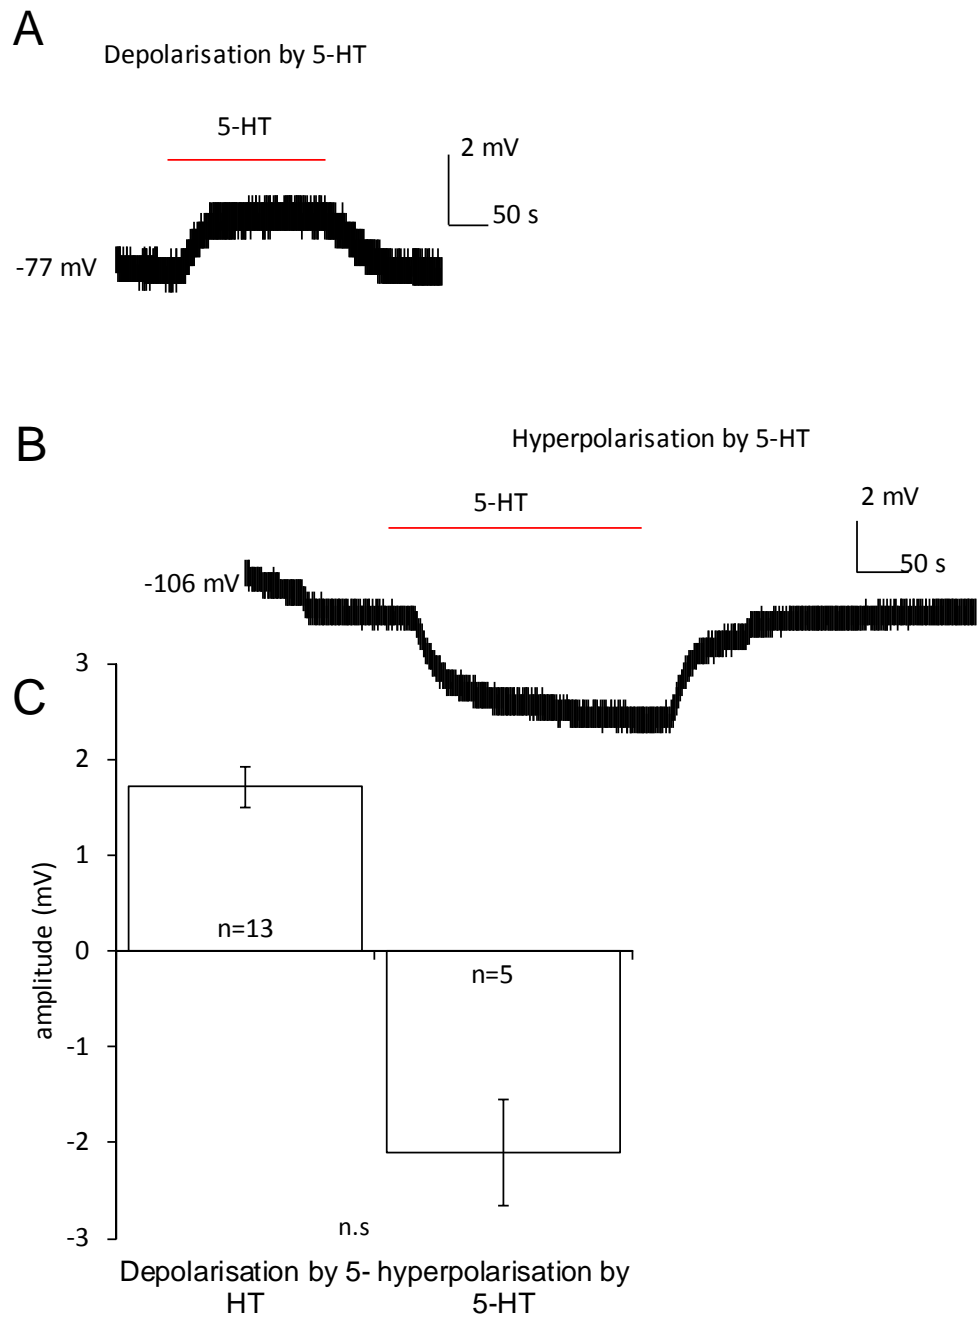 A
Depolarisation by 5-HT
5-HT
2 mV
50 s
-77 mV
B
Hyperpolarisation by 5-HT
5-HT
2 mV
50 s
-106 mV
C
3
2
1
0
-1
-2
-3
amplitude (mV)
n=13
n=5
n.s
Depolarisation by 5-
HT
hyperpolarisation by
5-HT